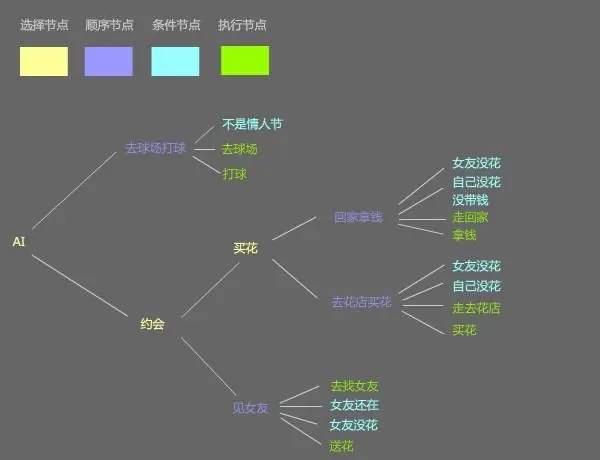 选择节点 顺序节点 条件节点 执行节点
不是情人节
去球场打球
去球场
打球
女友没花
自己没花
没带钱
回家拿钱
走回家
拿钱
AI
买花
女友没花
自己没花
去花店买花
走去花店
约会
买花
去找女友
女友还在
见女友
女友没花
送花